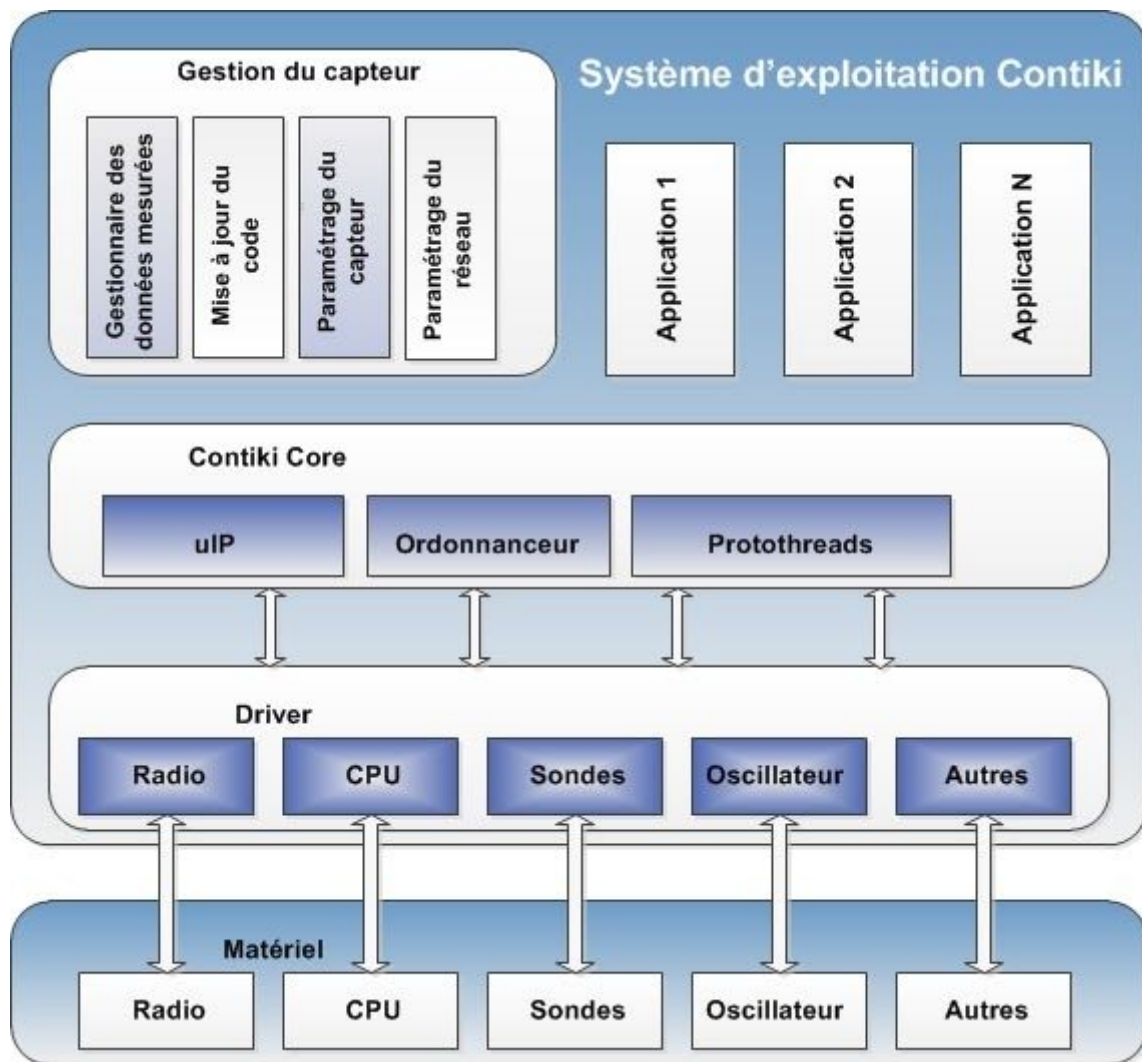 Système d'exploitation Contiki
Gestion du capteur
Gestionnaire des
données mesurées
Mise à jour du
code
Paramétrage du
capteur
Paramétrage du
réseau
Application 1
Application 2
Application N
Contiki Core
uIP
Ordonnanceur
Protothreads
Driver
Radio
CPU
Sondes
Oscillateur
Autres
Matériel
Radio
CPU
Sondes
Oscillateur
Autres